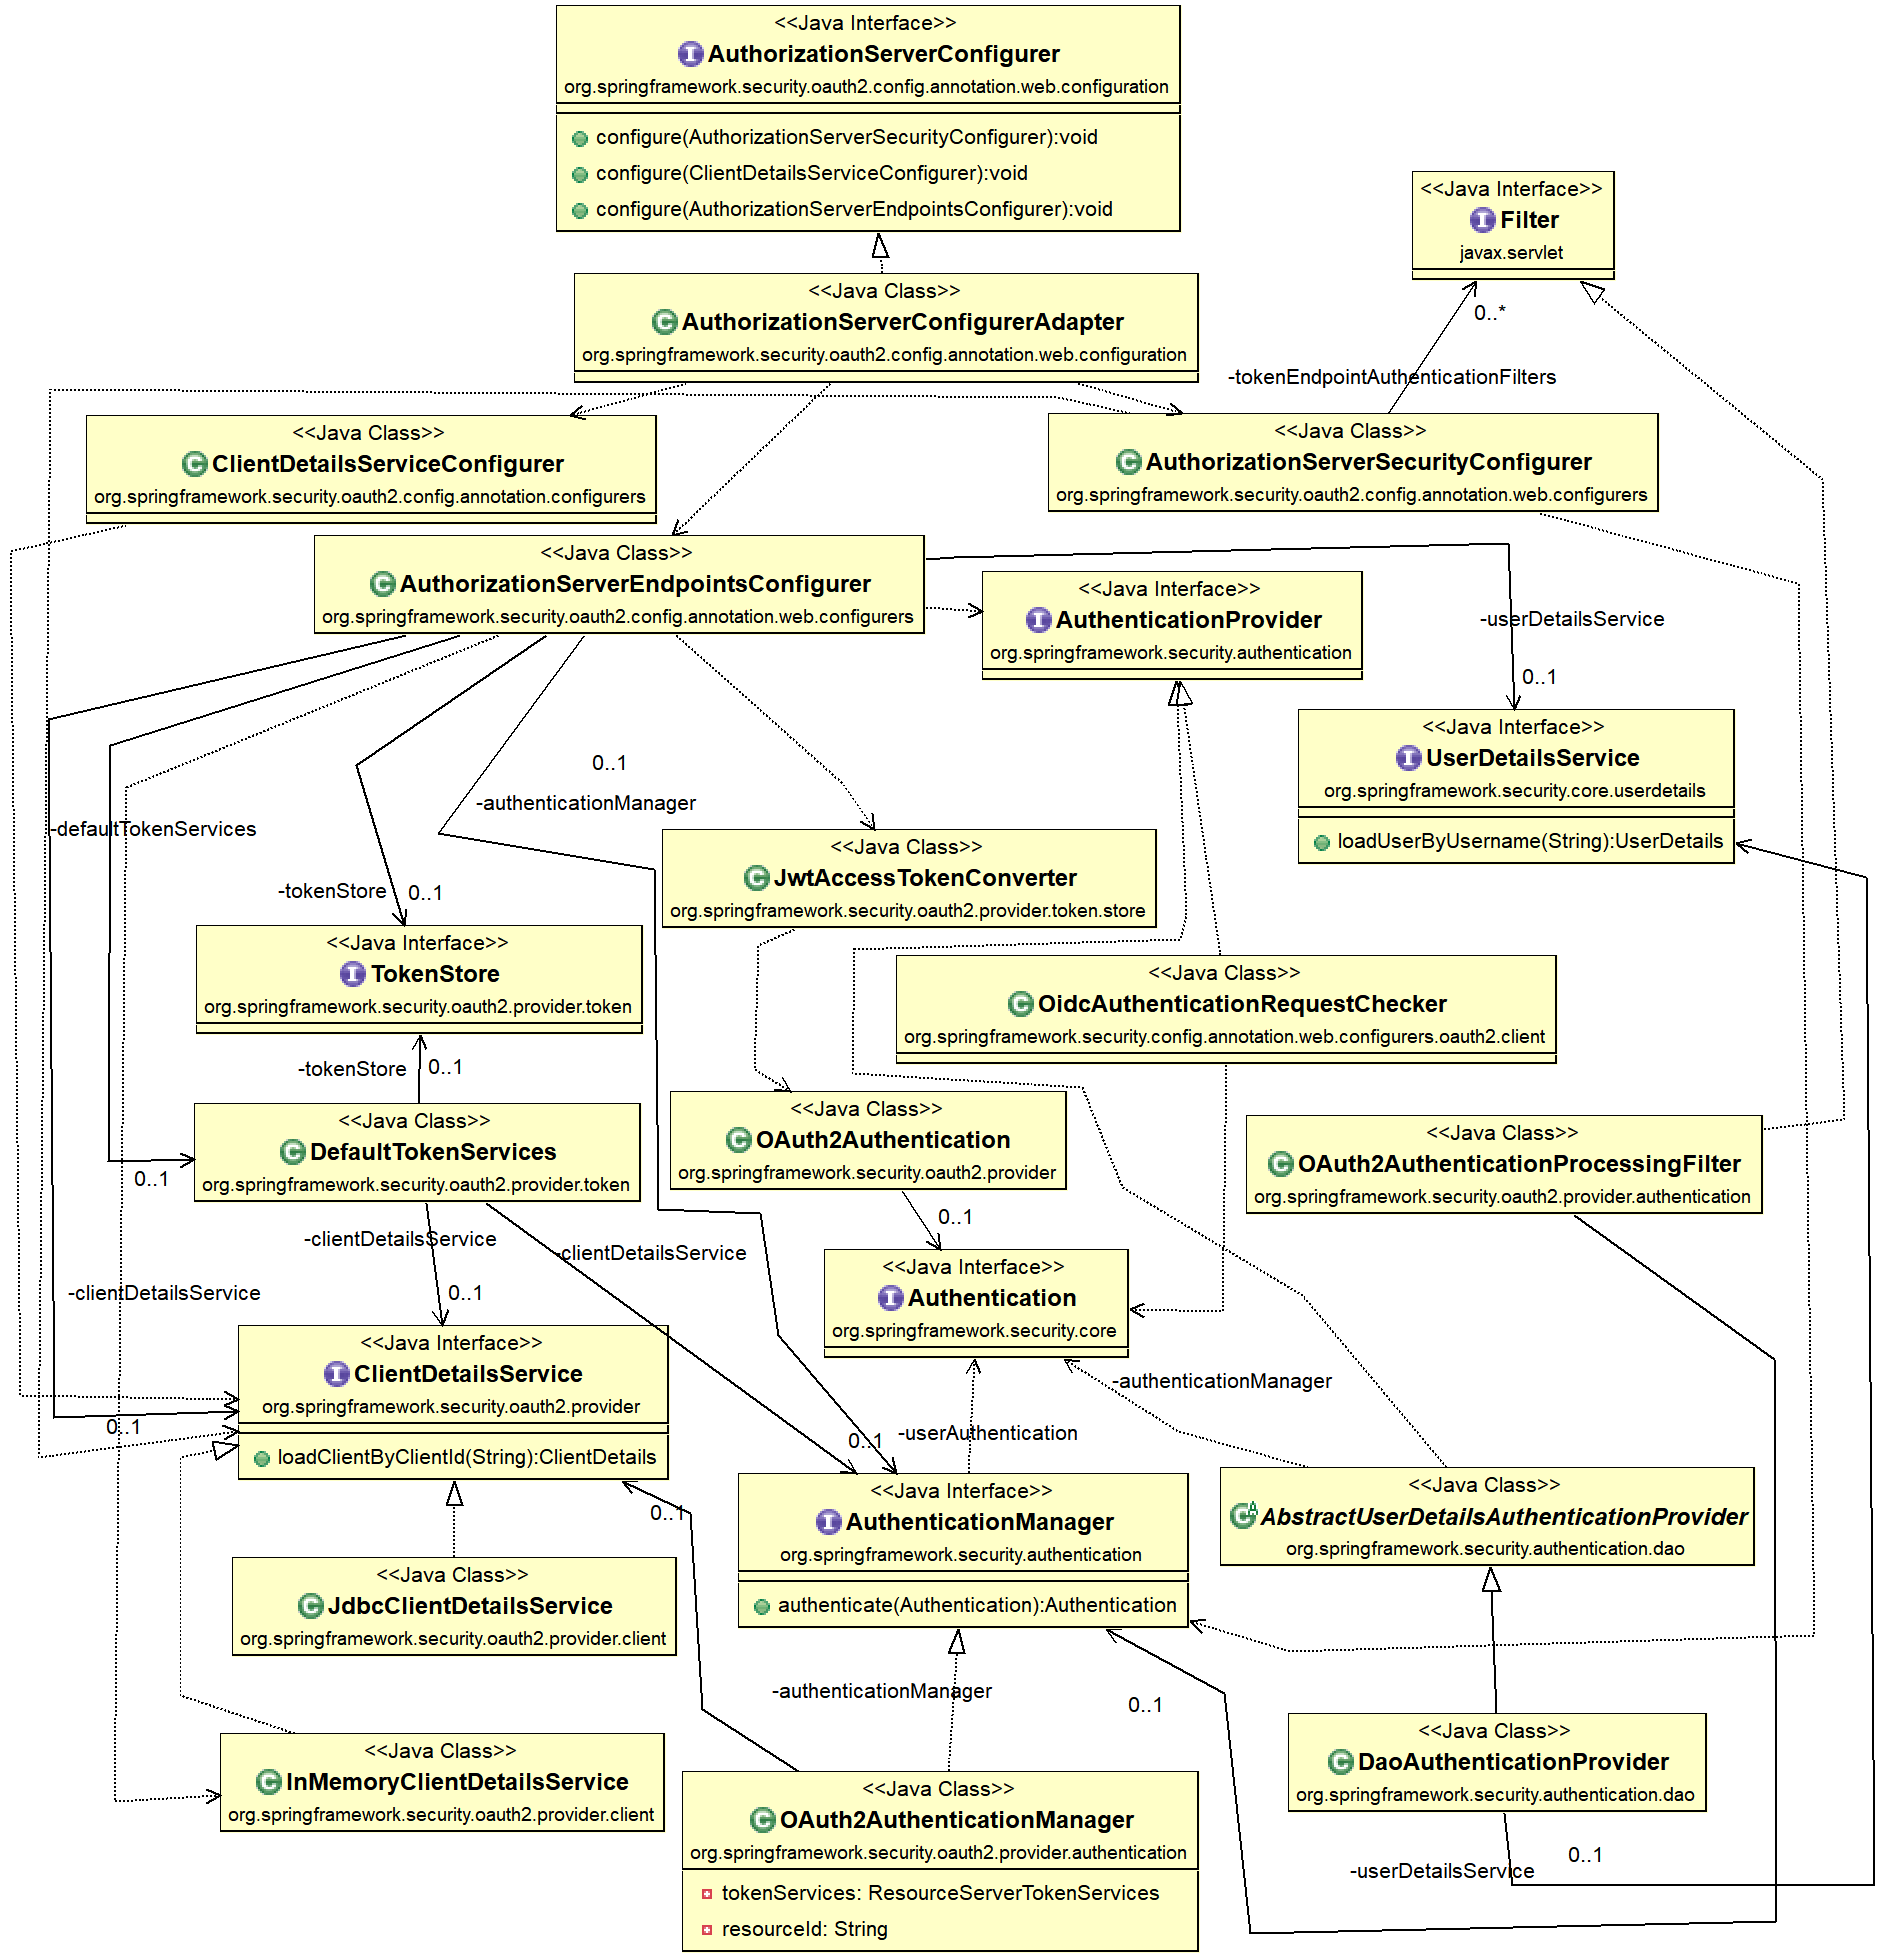 <<Java Interface>>
AuthorizationServerConfigurer
org.springframework.security.oauth2.config.annotation.web.configuration
configure(AuthorizationServerSecurityConfigurer):void
configure(ClientDetailsServiceConfigurer):void
configure(AuthorizationServerEndpointsConfigurer):void
<<Java Interface>>
Filter
javax.servlet
0..*
<<Java Class>>
AuthorizationServerConfigurerAdapter
org.springframework.security.oauth2.config.annotation.web.configuration
-tokenEndpointAuthenticationFilters
<<Java Class>>
ClientDetailsServiceConfigurer
org.springframework.security.oauth2.config.annotation.configurers
<<Java Class>>
AuthorizationServerSecurityConfigurer
org.springframework.security.oauth2.config.annotation.web.configurers
<<Java Class>>
AuthorizationServerEndpointsConfigurer
org.springframework.security.oauth2.config.annotation.web.configurers
<<Java Interface>>
AuthenticationProvider
org.springframework.security.authentication
-userDetailsService
0..1
<<Java Interface>>
UserDetailsService
org.springframework.security.core.userdetails
loadUserByUsername(String):UserDetails
0..1
-authenticationManager
-defaultTokenServices
-tokenStore
0..1
<<Java Class>>
JwtAccessTokenConverter
org.springframework.security.oauth2.provider.token.store
<<Java Interface>>
TokenStore
org.springframework.security.oauth2.provider.token
<<Java Class>>
OidcAuthenticationRequestChecker
org.springframework.security.config.annotation.web.configurers.oauth2.client
-tokenStore
0..1
<<Java Class>>
DefaultTokenServices
org.springframework.security.oauth2.provider.token
0..1
<<Java Class>>
OAuth2Authentication
org.springframework.security.oauth2.provider
<<Java Class>>
OAuth2AuthenticationProcessingFilter
org.springframework.security.oauth2.provider.authentication
0..1
-clientDetailsService
-clientDetailsService
-clientDetailsService
0..1
<<Java Interface>>
Authentication
org.springframework.security.core
<<Java Interface>>
ClientDetailsService
org.springframework.security.oauth2.provider
loadClientByClientId(String):ClientDetails
0..1
-authenticationManager
-userAuthentication
0..1
<<Java Interface>>
AuthenticationManager
org.springframework.security.authentication
authenticate(Authentication):Authentication
<<Java Class>>
AbstractUserDetailsAuthenticationProvider
org.springframework.security.authentication.dao
0..1
<<Java Class>>
JdbcClientDetailsService
org.springframework.security.oauth2.provider.client
-authenticationManager
0..1
<<Java Class>>
InMemoryClientDetailsService
org.springframework.security.oauth2.provider.client
<<Java Class>>
OAuth2AuthenticationManager
org.springframework.security.oauth2.provider.authentication
tokenServices: ResourceServerTokenServices
resourceId: String
<<Java Class>>
DaoAuthenticationProvider
org.springframework.security.authentication.dao
0..1
-userDetailsService